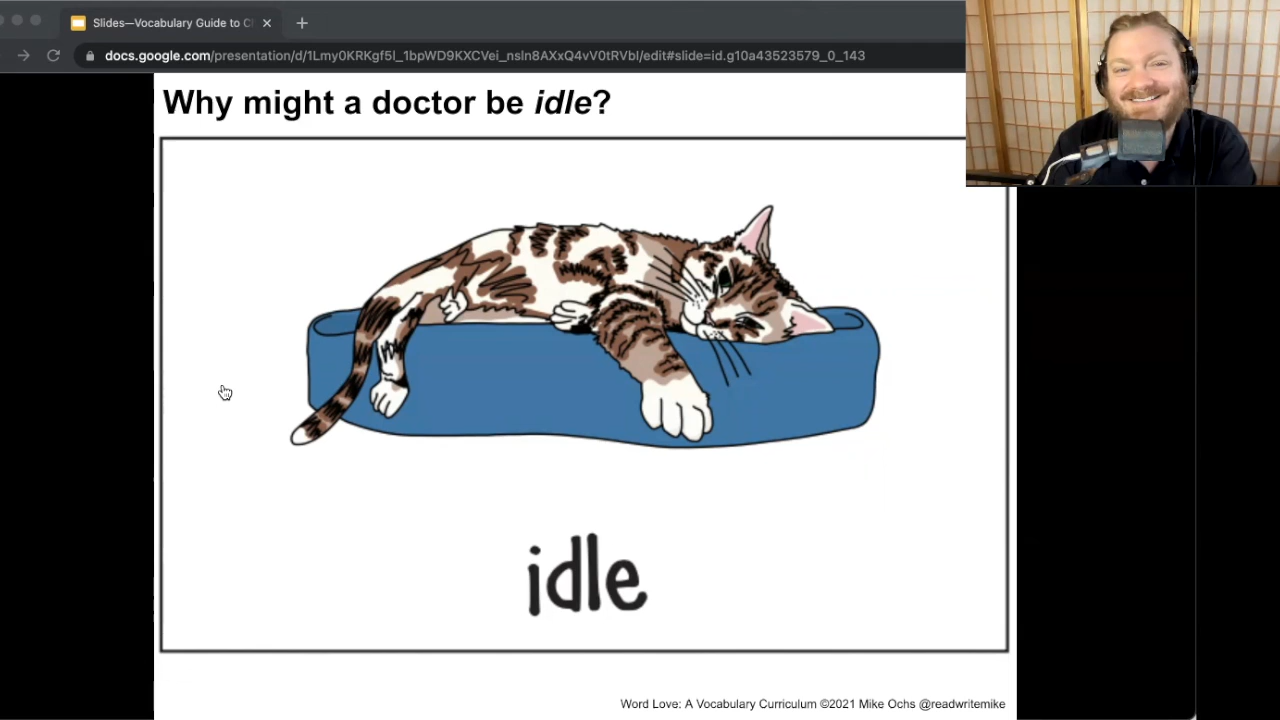 Slides—Vocabulary Guide to C
docs.google.com/presentation/d/1Lmy0KRKgf5I_1bpWD9KXCVei_nsIn8AXxQ4vV0tRVbI/edit#slide=id.g10a43523579_0_143
Why might a doctor be idle?
idle
Word Love: A Vocabulary Curriculum ©2021 Mike Ochs @readwritemike